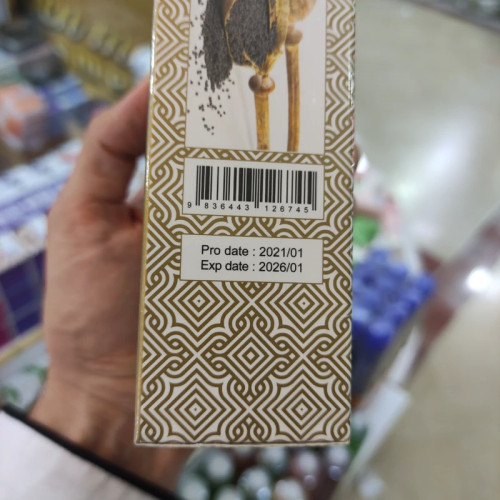 9 836443 126745
Pro date : 2021/01
Exp date : 2026/01